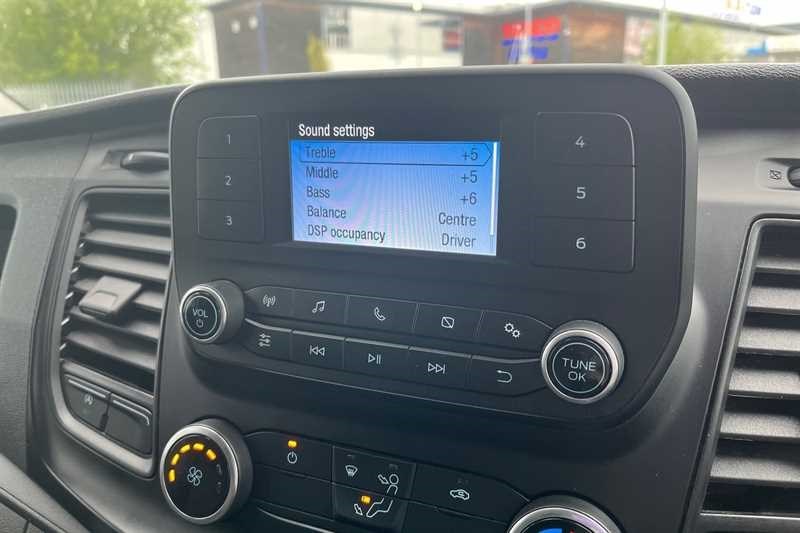 Sound settings
Treble +5
Middle +5
Bass +6
Balance Centre
DSP occupancy Driver
1
2
3
4
5
6
VOL
TUNE
OK